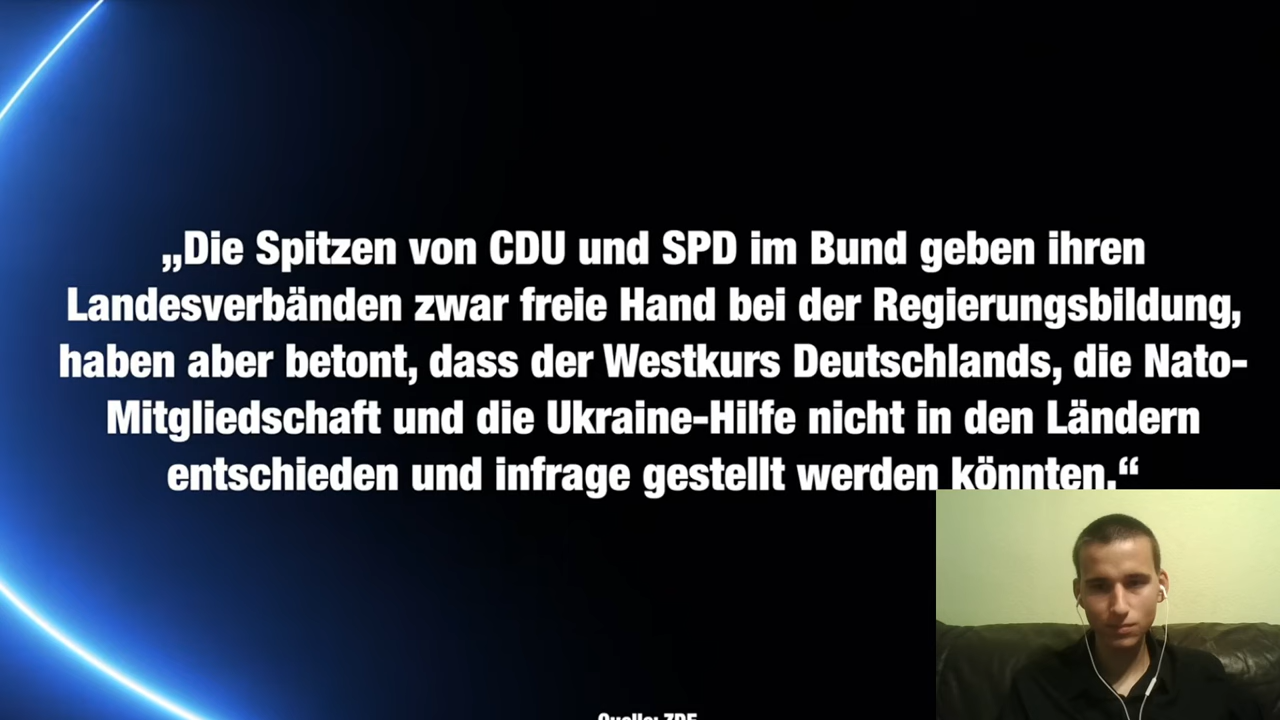 „Die Spitzen von CDU und SPD im Bund geben ihren
Landesverbänden zwar freie Hand bei der Regierungsbildung,
haben aber betont, dass der Westkurs Deutschlands, die Nato-
Mitgliedschaft und die Ukraine-Hilfe nicht in den Ländern
entschieden und infrage gestellt werden könnten.“
Quelle: ZDF